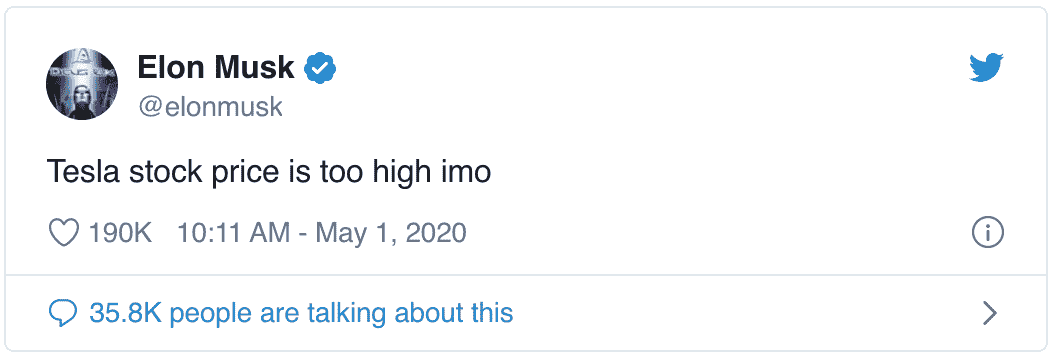 Elon Musk
@elonmusk
Tesla stock price is too high imo
190K 10:11 AM - May 1, 2020
35.8K people are talking about this